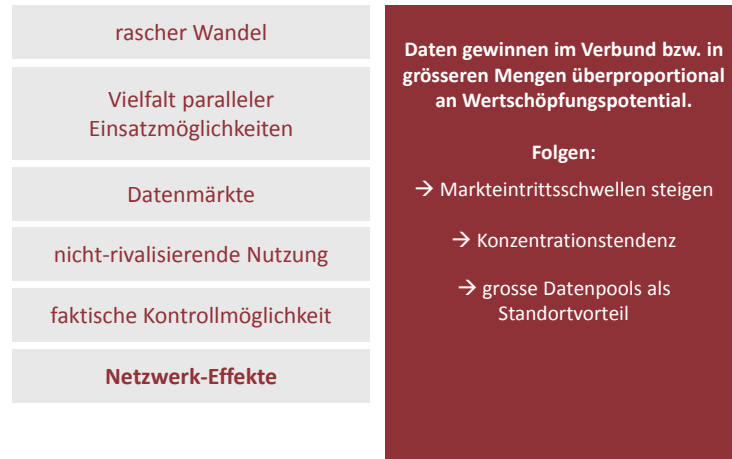 rascher Wandel
Vielfalt paralleler
Einsatzmöglichkeiten
Datenmärkte
nicht-rivalisierende Nutzung
faktische Kontrollmöglichkeit
Netzwerk-Effekte
Daten gewinnen im Verbund bzw. in
grösseren Mengen überproportional
an Wertschöpfungspotential.
Folgen:
→ Markteintrittsschwellen steigen
→ Konzentrationstendenz
→ grosse Datenpools als
Standortvorteil